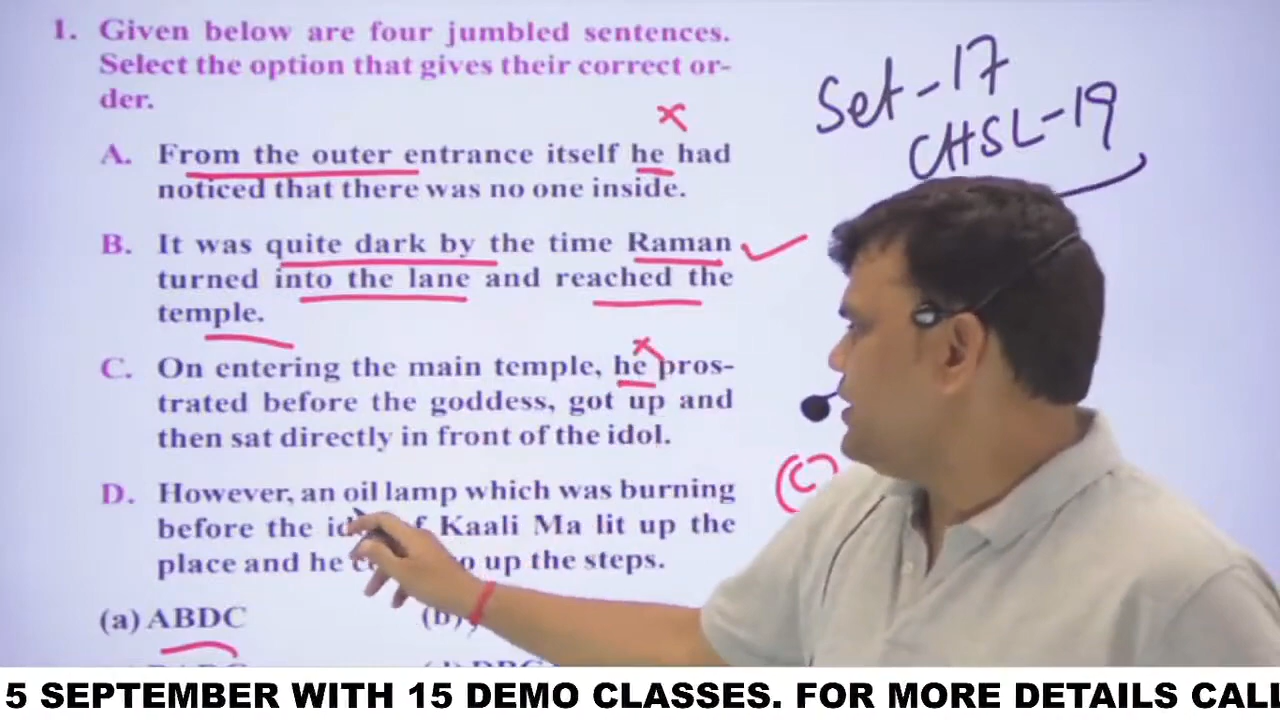 1. Given below are four jumbled sentences.
Select the option that gives their correct or-
der.
Set-17
CHSL-19
A. From the outer entrance itself he had
noticed that there was no one inside.
B. It was quite dark by the time Raman
turned into the lane and reached the
temple.
C. On entering the main temple, he pros-
trated before the goddess, got up and
then sat directly in front of the idol.
(C)
D. However, an oil lamp which was burning
before the Kaali Ma lit up the
place and he up the steps.
(a) ABDC
(b)
5 SEPTEMBER WITH 15 DEMO CLASSES. FOR MORE DETAILS CALL